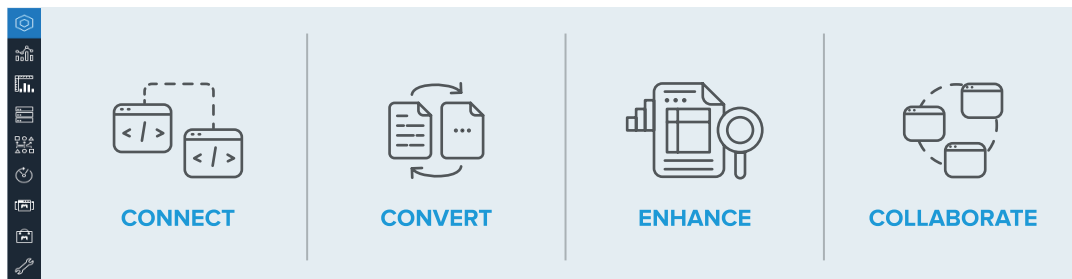 </>
</>
CONNECT
CONVERT
ENHANCE
COLLABORATE